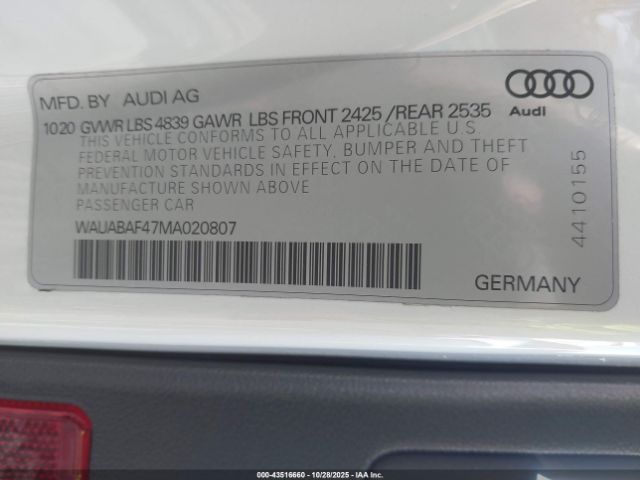 MFD. BY AUDI AG
1020 GVWR LBS 4839 GAWR LBS FRONT 2425 /REAR 2535
THIS VEHICLE CONFORMS TO ALL APPLICABLE U.S.
FEDERAL MOTOR VEHICLE SAFETY, BUMPER AND THEFT
PREVENTION STANDARDS IN EFFECT ON THE DATE OF
MANUFACTURE SHOWN ABOVE
PASSENGER CAR
WAUABAF47MA020807
GERMANY
Audi
4410155
000-43516660 - 10/28/2025 - IAAI.COM